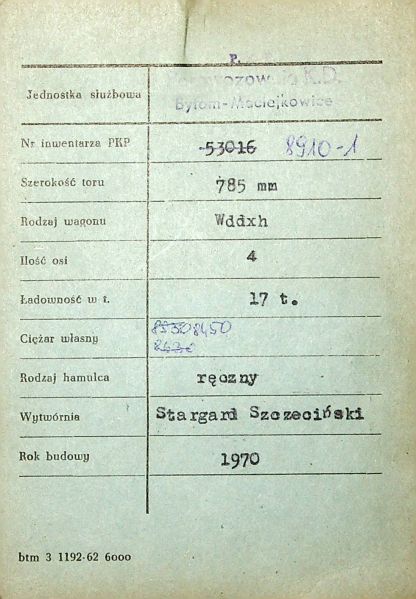 P.
Jednostka służbowa K.D.
Bytom-Maciejkowice
Nr inwentarza PKP 53016 8910-1
Szerokość toru 785 mm
Rodzaj wagonu Wddxh
Ilość osi 4
Ładowność w t. 17 t.
Ciężar własny 8450
Rodzaj hamulca ręczny
Wytwórnia Stargard Szczeciński
Rok budowy 1970
btm 3 1192-62 6000